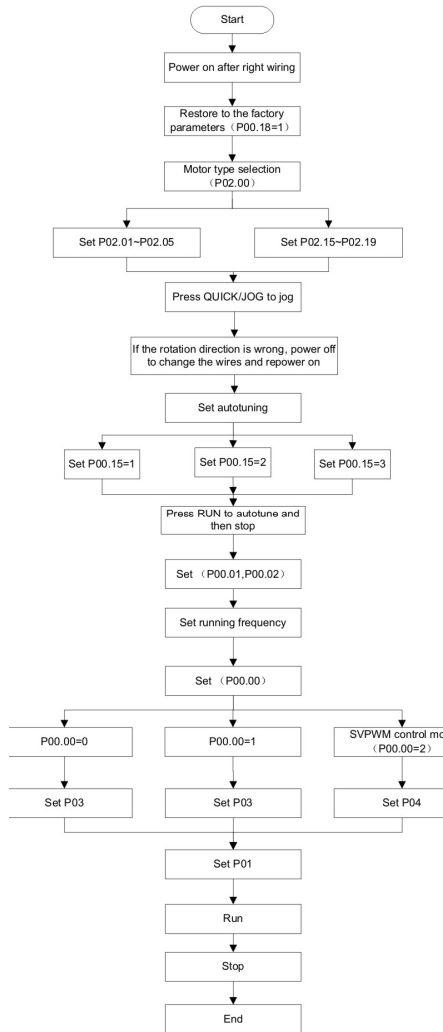 Start
Power on after right wiring
Restore to the factory
parameters（P00.18=1）
Motor type selection
（P02.00）
Set P02.01~P02.05
Set P02.15~P02.19
Press QUICK/JOG to jog
If the rotation direction is wrong, power off
to change the wires and repower on
Set autotuning
Set P00.15=1
Set P00.15=2
Set P00.15=3
Press RUN to autotune and
then stop
Set （P00.01,P00.02）
Set running frequency
Set （P00.00）
P00.00=0
P00.00=1
SVPWM control mo
（P00.00=2）
Set P03
Set P03
Set P04
Set P01
Run
Stop
End